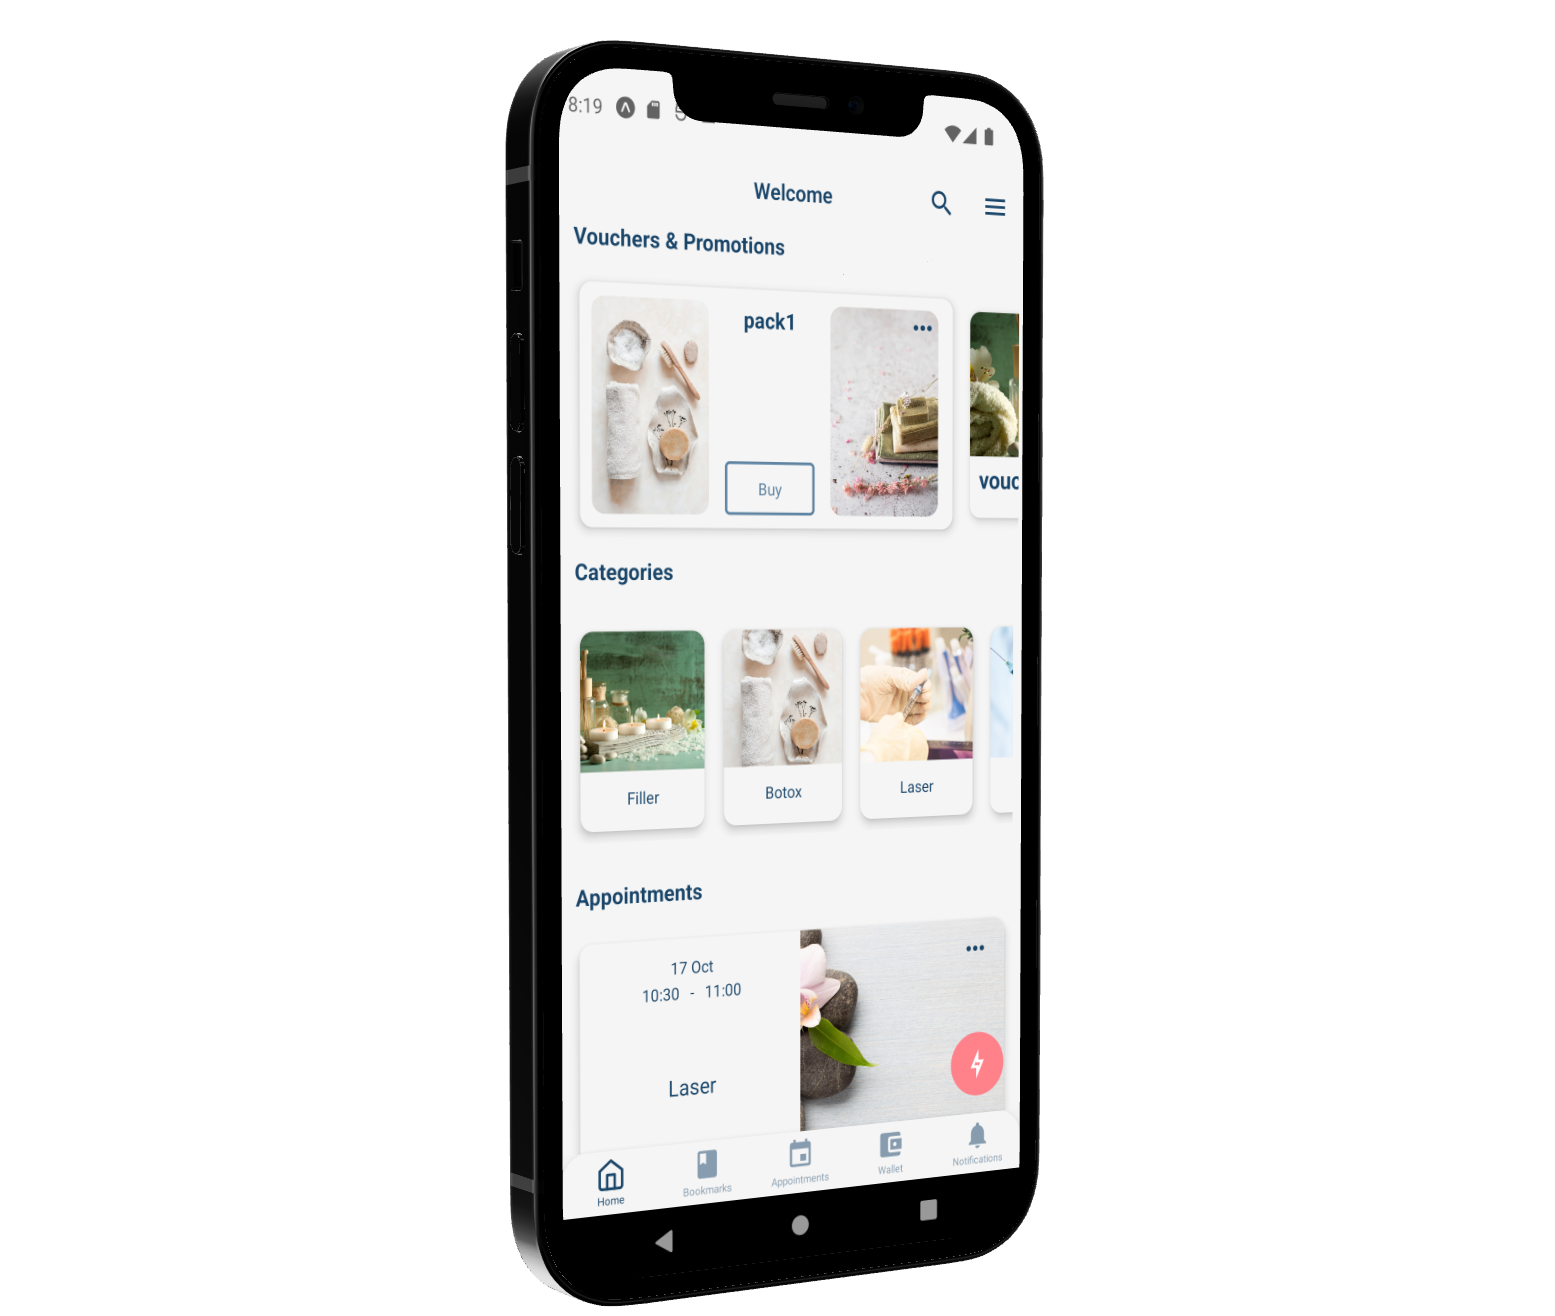 8:19
Welcome
Vouchers & Promotions
pack1
Buy
vouc
Categories
Filler
Botox
Laser
Appointments
17 Oct
10:30 - 11:00
Laser
Home
Bookmarks
Appointments
Wallet
Notifications